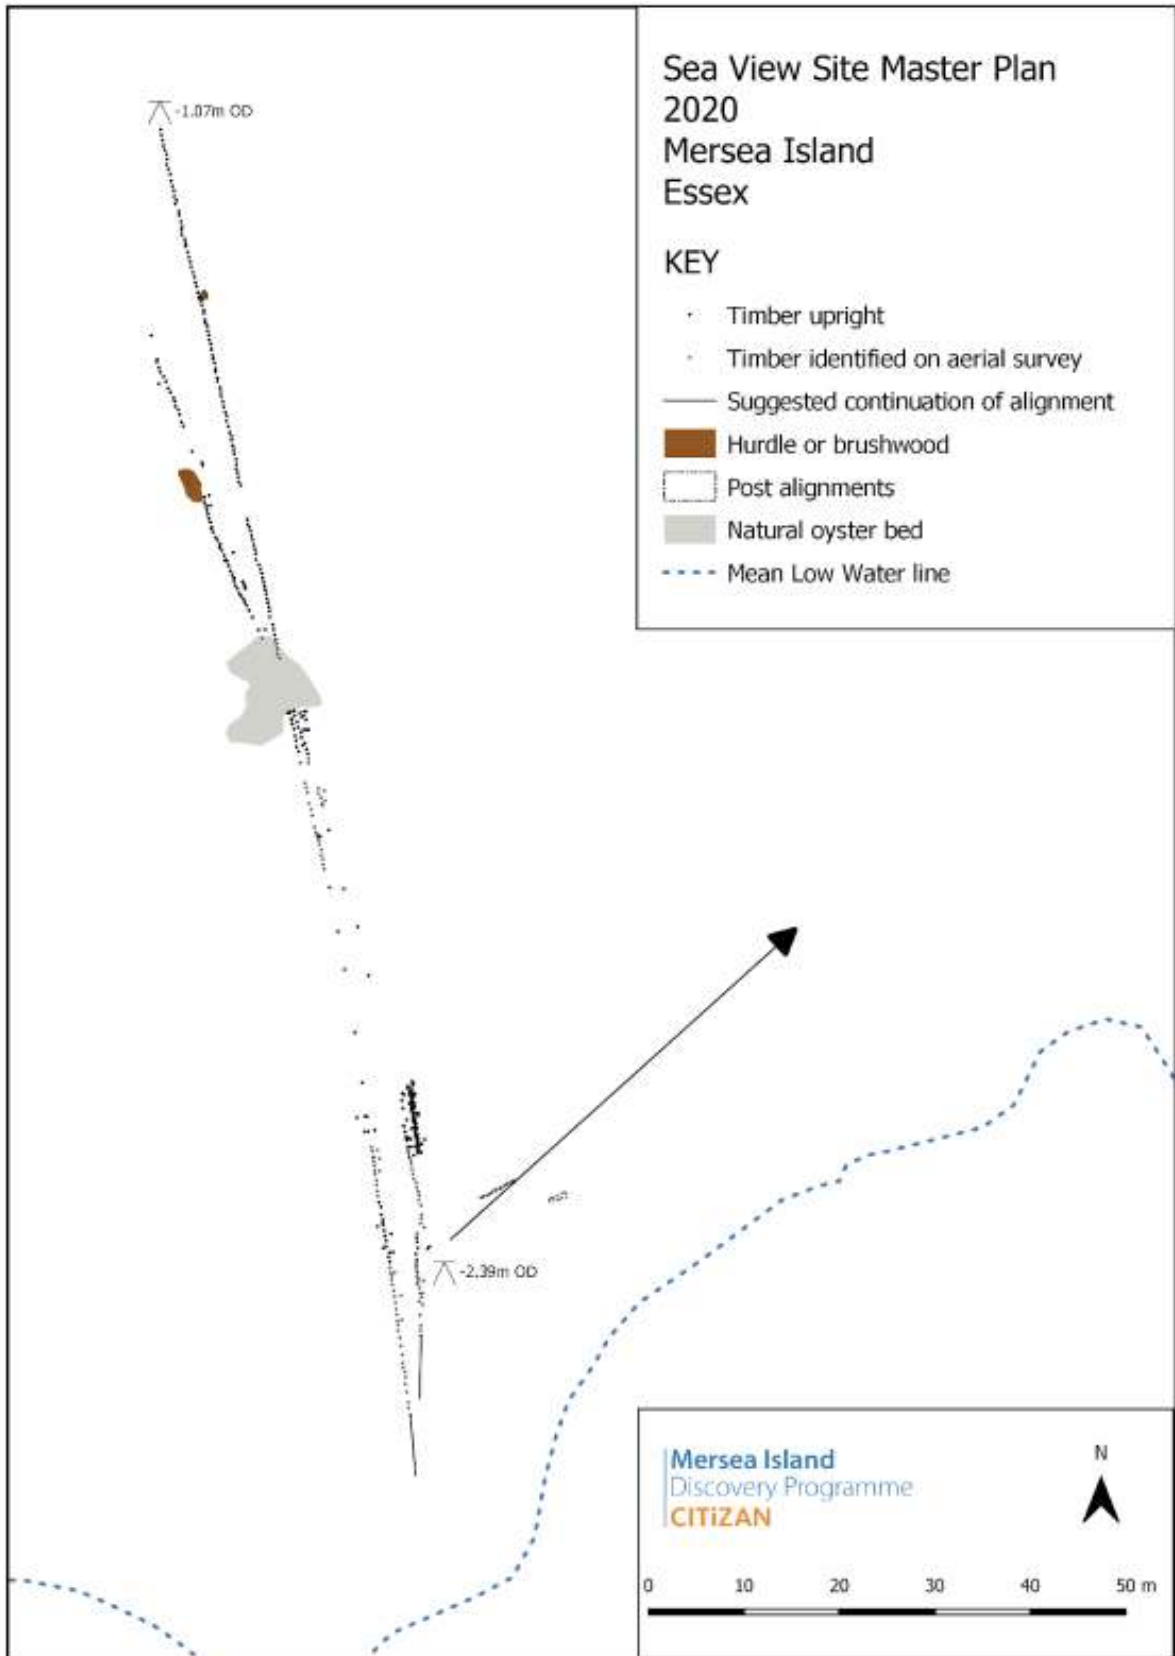 Sea View Site Master Plan
2020
Mersea Island
Essex
KEY
Timber upright
Timber identified on aerial survey
Suggested continuation of alignment
Hurdle or brushwood
Post alignments
Natural oyster bed
Mean Low Water line
-1.07m OD
-2.39m OD
Mersea Island
Discovery Programme
CITiZAN
N
0 10 20 30 40 50 m